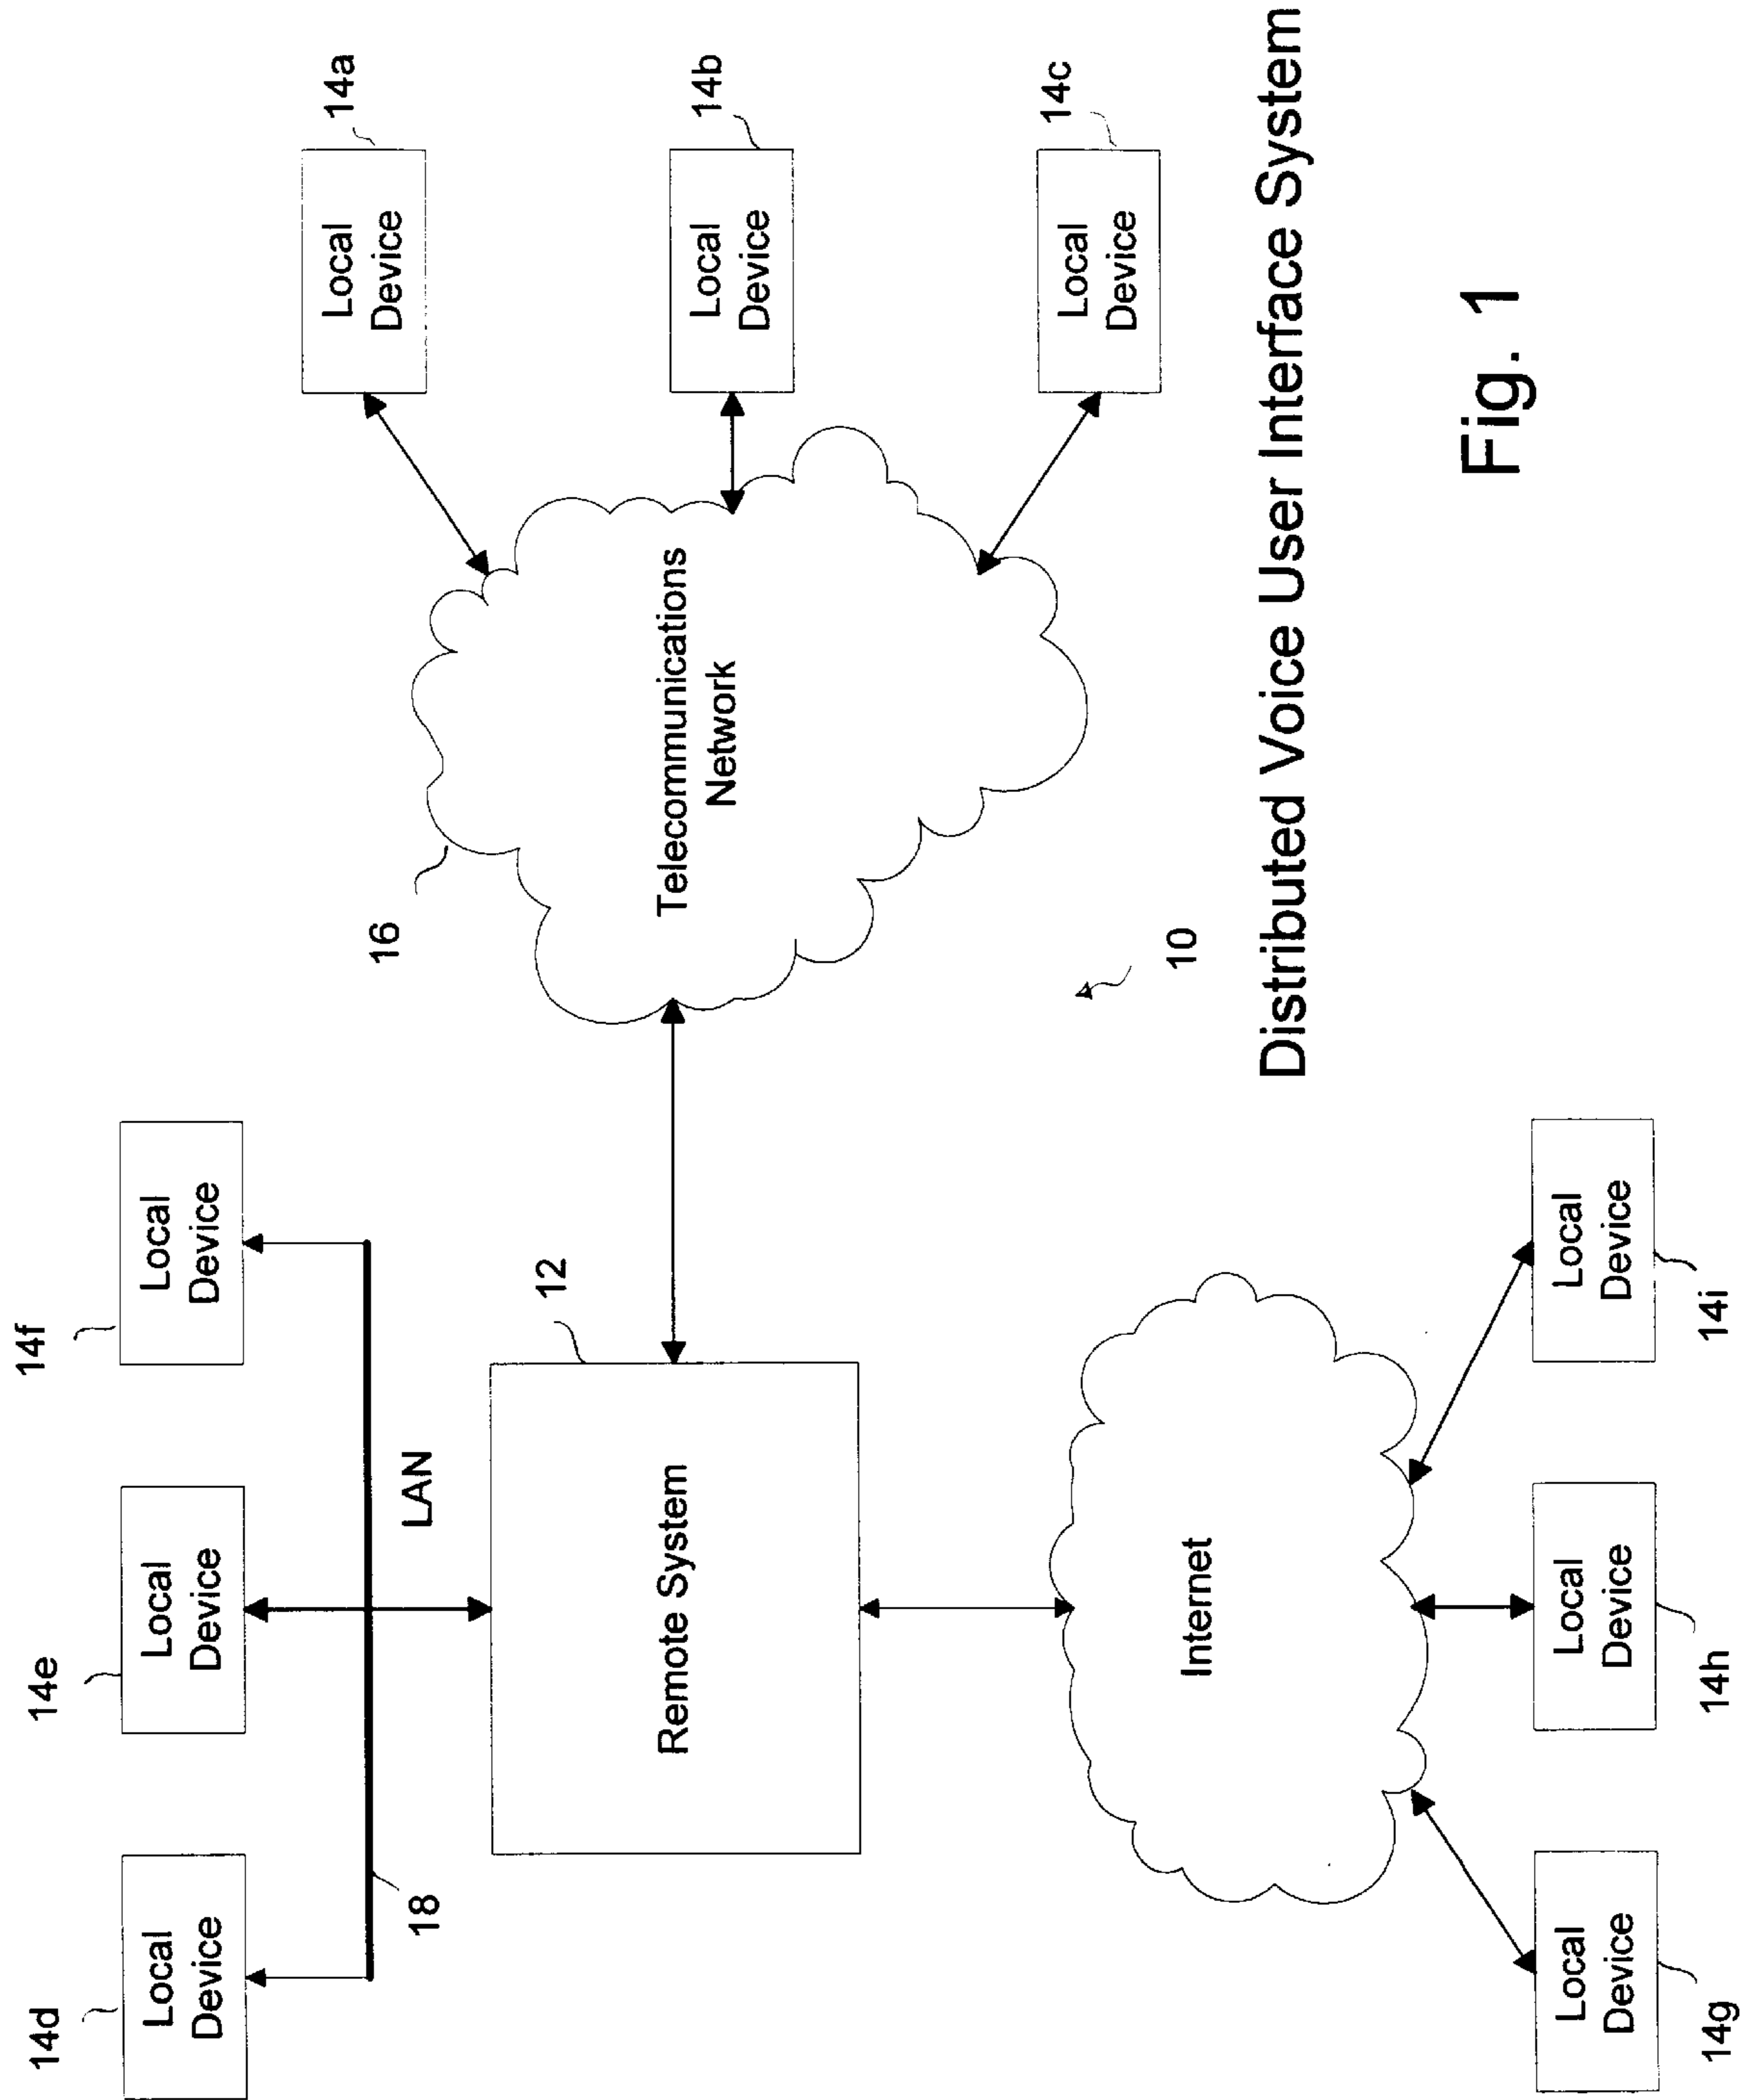 14d
14e
14f
Local
Device
Local
Device
Local
Device
18
LAN
12
Remote System
16
Telecommunications
Network
14a
Local
Device
14b
Local
Device
14c
Local
Device
10
Internet
Local
Device
Local
Device
Local
Device
14g
14h
14i
Distributed Voice User Interface System
Fig. 1